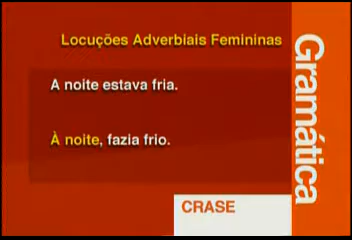 Locuções Adverbiais Femininas
A noite estava fria.
À noite, fazia frio.
CRASE
Gramática